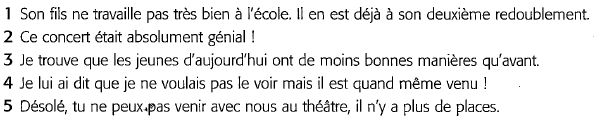 1 Son fils ne travaille pas très bien à l'école. Il en est déjà à son deuxième redoublement.
2 Ce concert était absolument génial !
3 Je trouve que les jeunes d'aujourd'hui ont de moins bonnes manières qu'avant.
4 Je lui ai dit que je ne voulais pas le voir mais il est quand même venu !
5 Désolé, tu ne peux pas venir avec nous au théâtre, il n'y a plus de places.